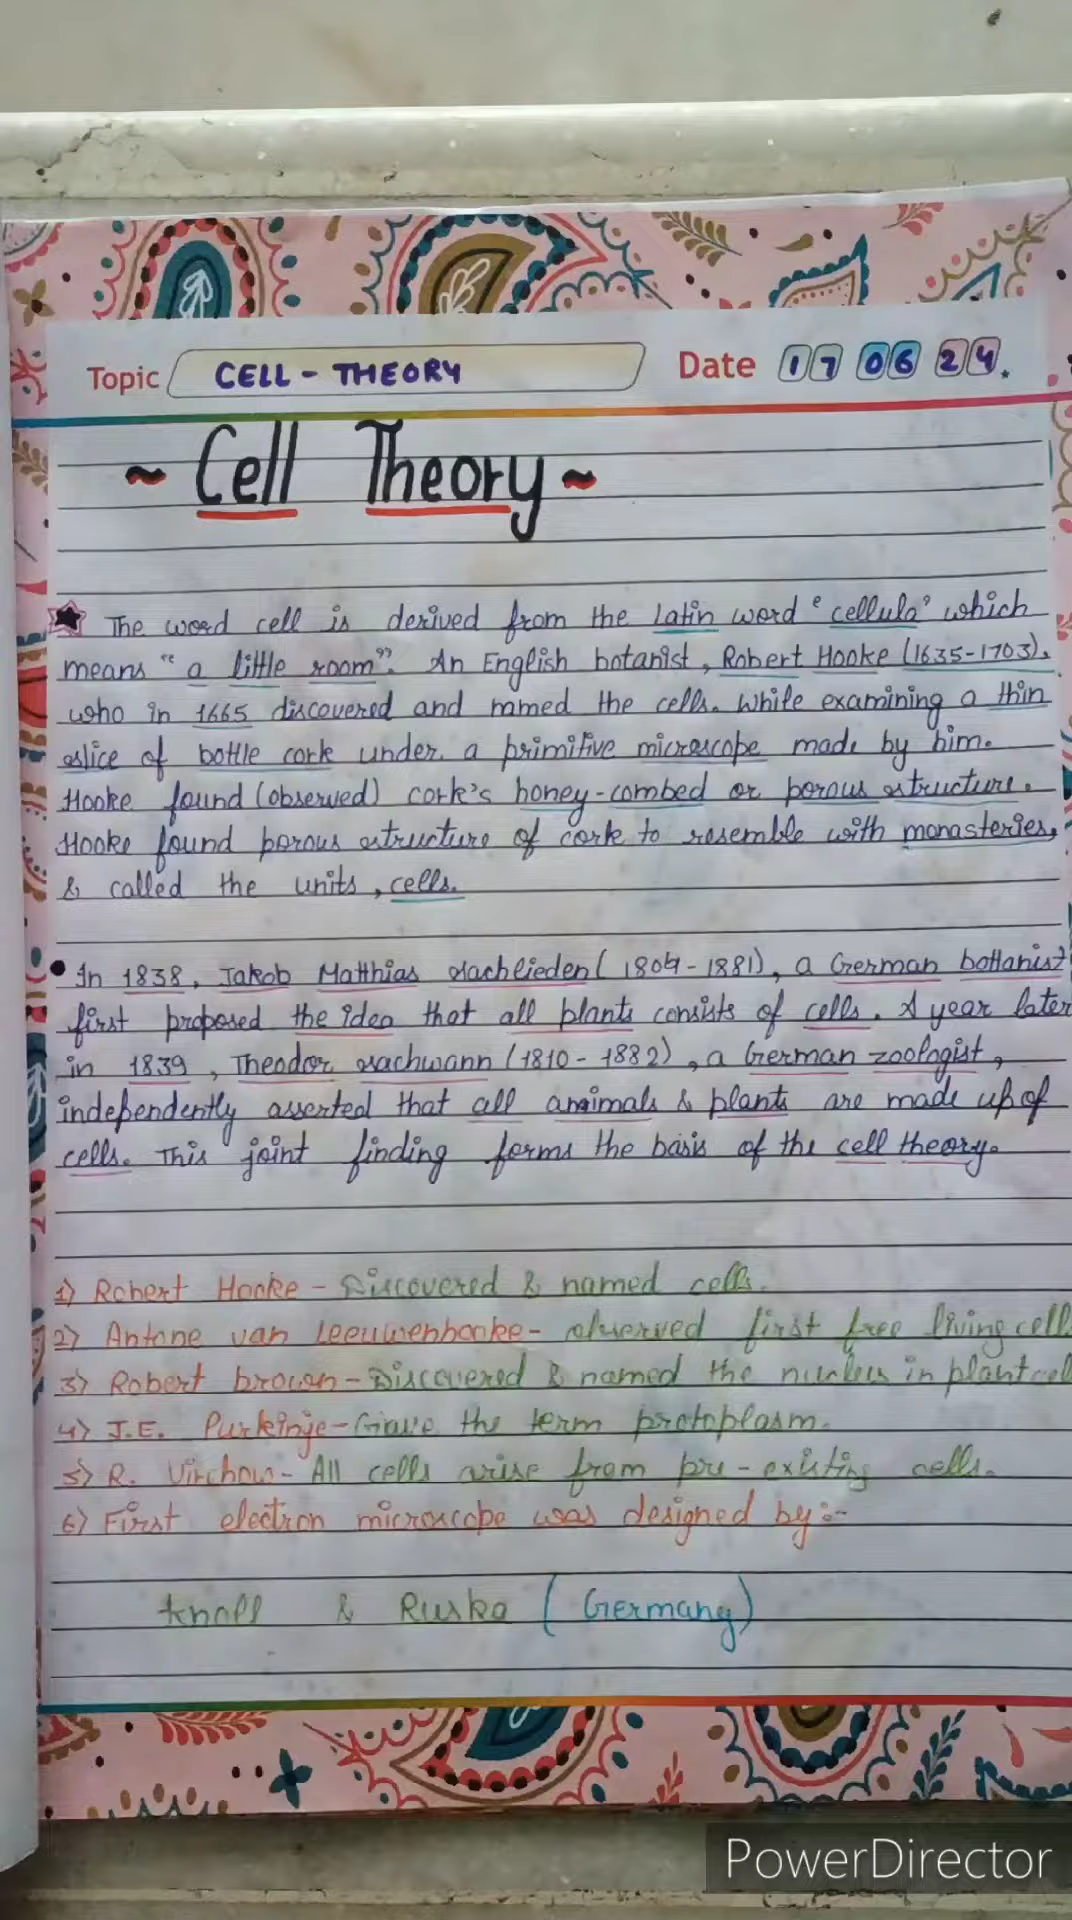 Topic CELL - THEORY Date 17 06 24.
~ Cell Theory ~
The word cell is derived from the Latin word "cellula" which
means "a little room". An English botanist, Robert Hooke (1635-1703),
who in 1665 discovered and mmed the cells. While examining a thin
slice of bottle cork under a primitive microscope made by him.
Hooke found (observed) cork's honey-combed or porous structure.
Hooke found porous structure of cork to resemble with monasteries,
& called the units, cells.
• In 1838, Jakob Matthias sachlieden (1804-1881), a German bottanist
first proposed the idea that all plants consists of cells. A year later
in 1839, Theodor sachwann (1810-1882), a German zoologist,
independently asserted that all animals & plants are made up of
cells. This joint finding forms the basis of the cell theory.
1) Robert Hooke - Discovered & named cells.
2) Antone van Leeuwenhooke - observed first free living cell
3) Robert brown - Discovered & named the nucleus in plant cel
4) J.E. Purkinje - Gave the term protoplasm.
5) R. Virchow - All cells arise from pre-existing cells.
6) First electron microscope was designed by :-
Knoll & Ruska (Germany)
PowerDirector